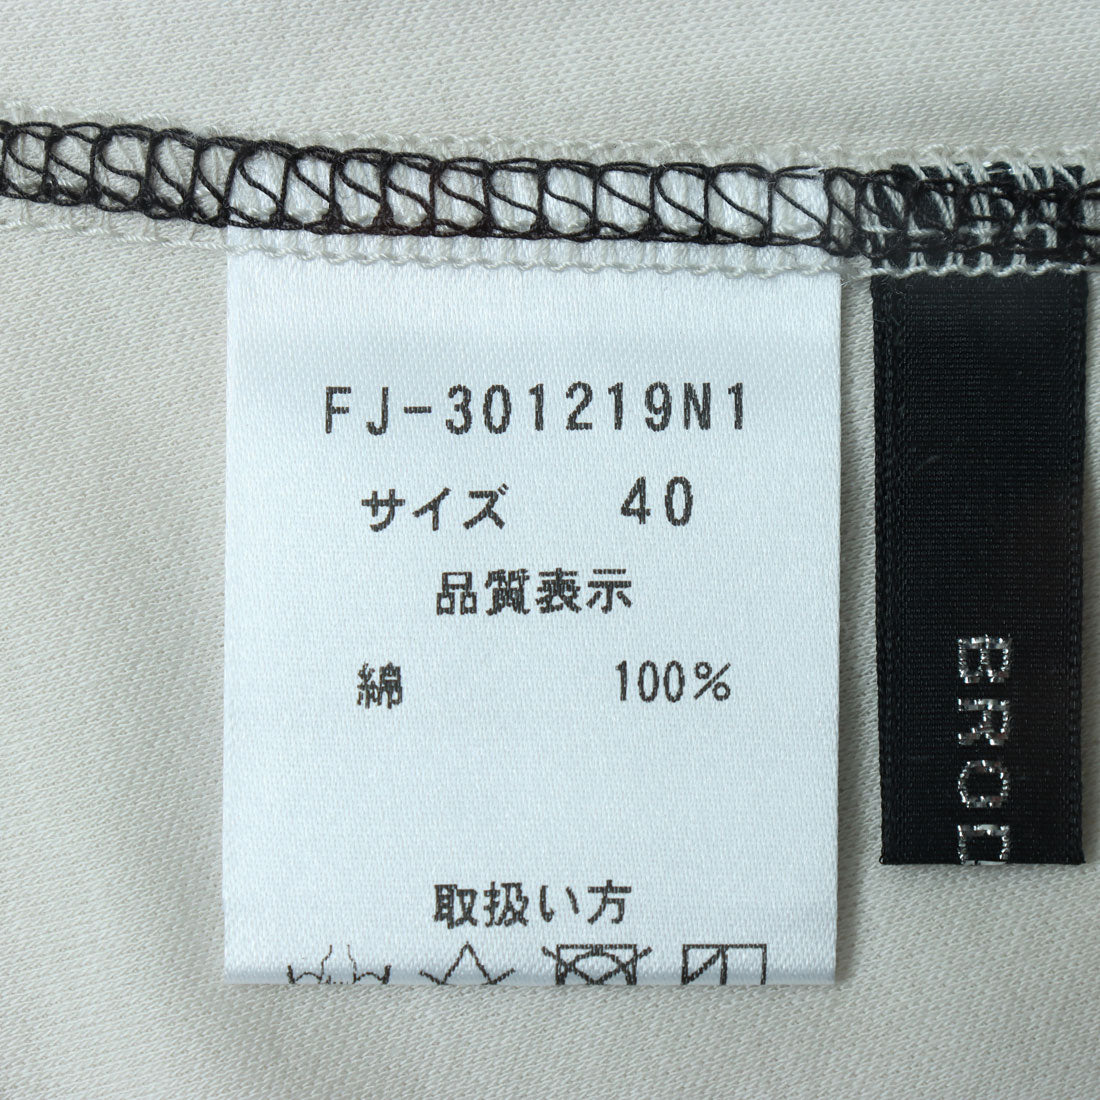 FJ-301219N1
サイズ 40
品質表示
綿 100%
取扱い方
BRO